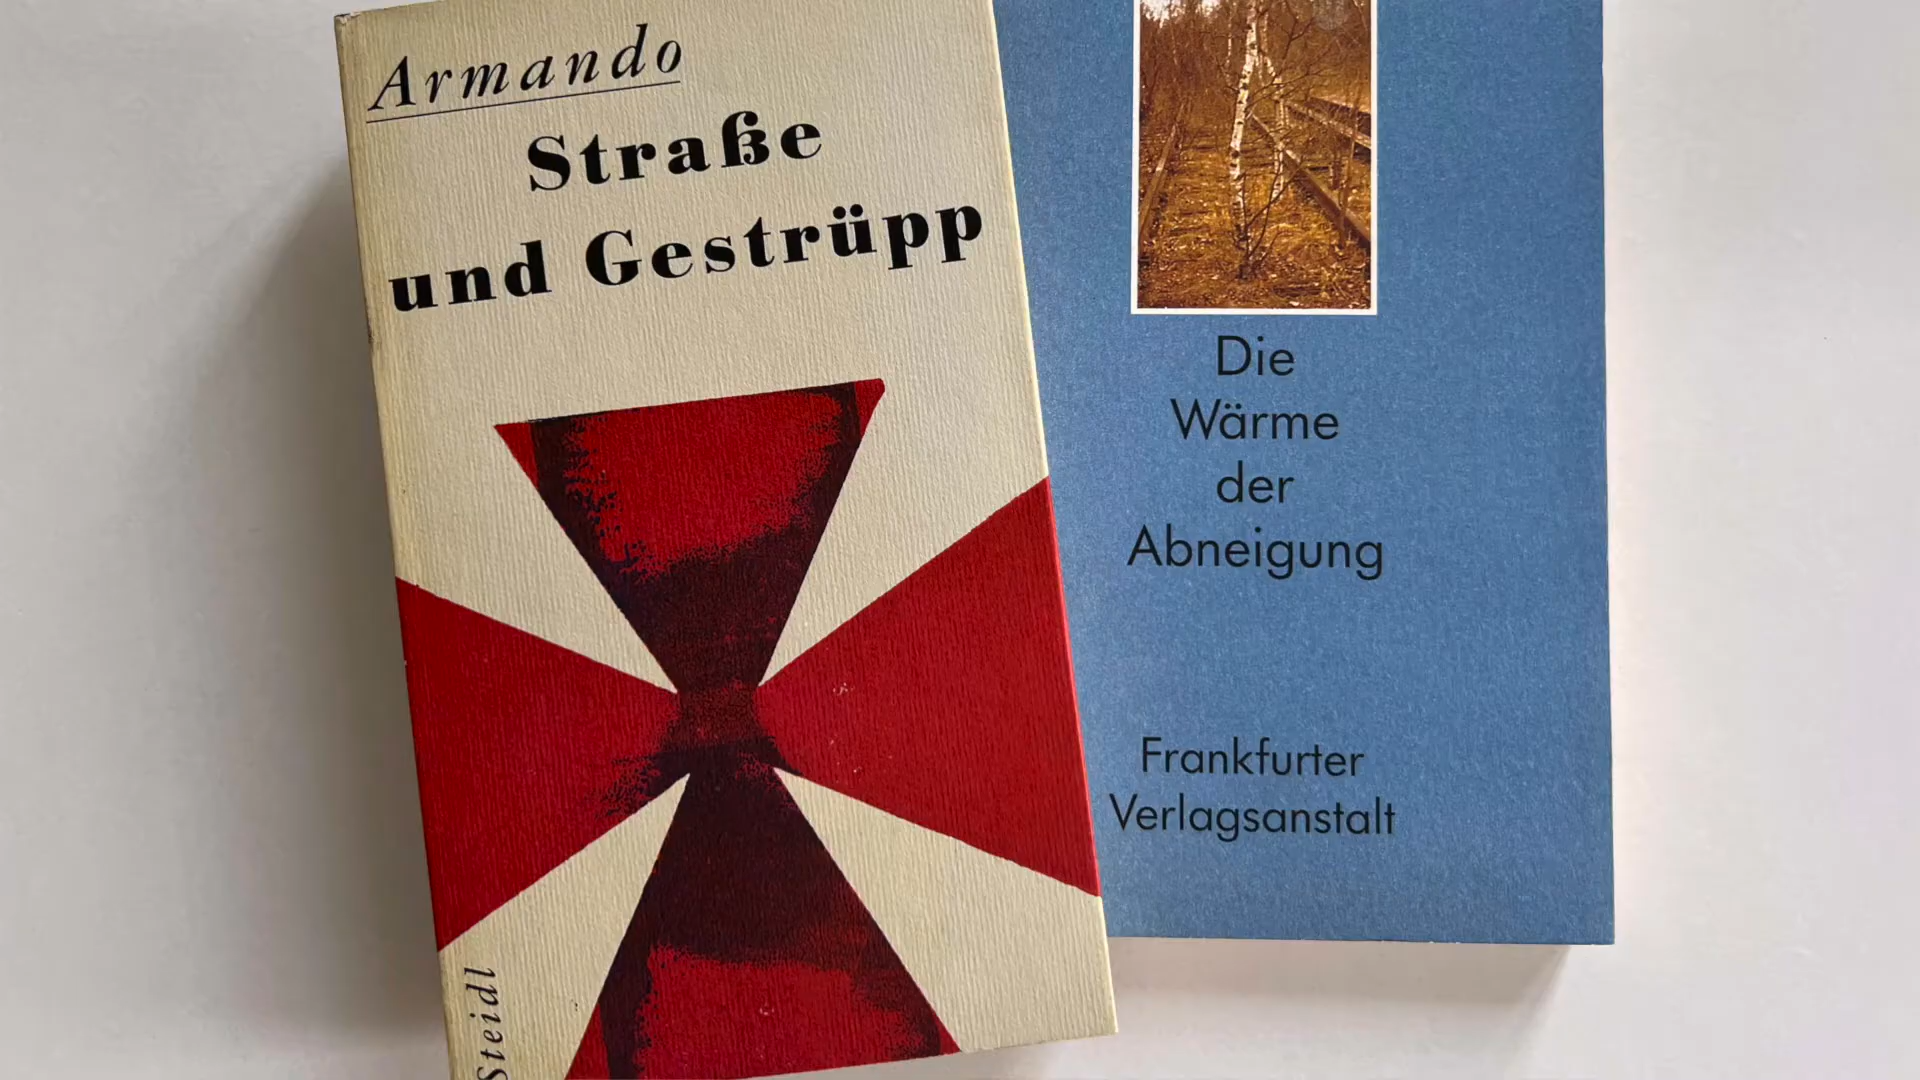 Armando
Straße
und Gestrüpp
Steidl
Die
Wärme
der
Abneigung
Frankfurter
Verlagsanstalt